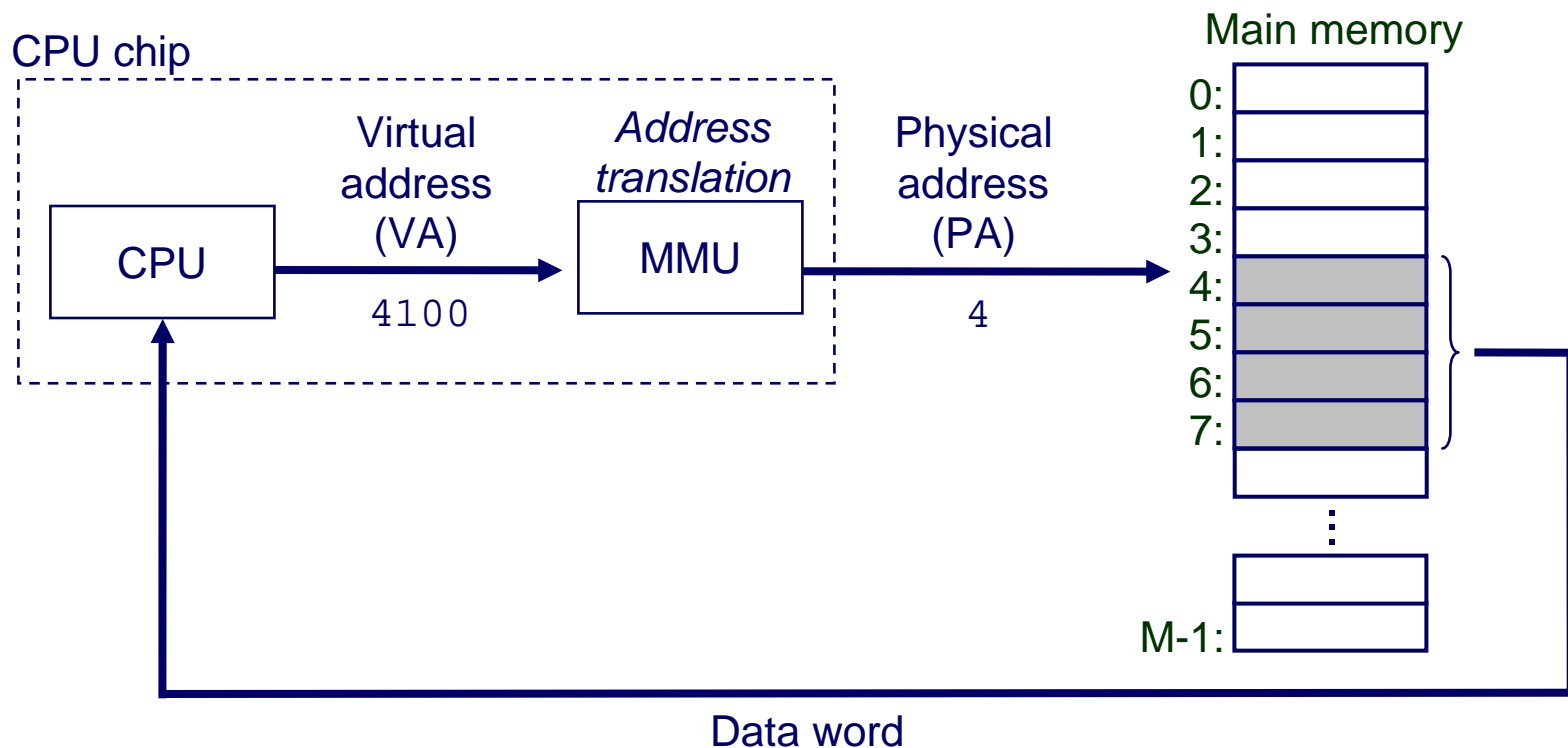 Main memory
CPU chip
0:
1:
2:
3:
4:
5:
6:
7:
M-1:
Virtual
address
(VA)
Address
translation
Physical
address
(PA)
CPU
MMU
4100
4
Data word